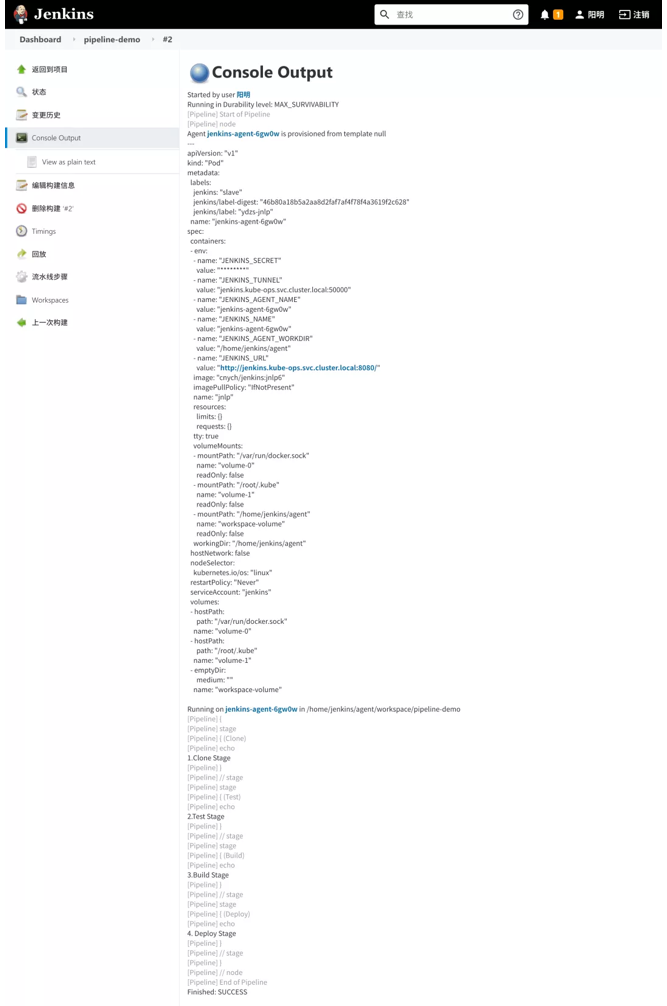 Jenkins
查找
1
阳明
注销
Dashboard
pipeline-demo
#2
返回到项目
状态
变更历史
Console Output
View as plain text
编辑构建信息
删除构建 '#2'
Timings
回放
流水线步骤
Workspaces
上一次构建
Console Output
Started by user 阳明
Running in Durability level: MAX_SURVIVABILITY
[Pipeline] Start of Pipeline
[Pipeline] node
Agent jenkins-agent-6gw0w is provisioned from template null
---
apiVersion: "v1"
kind: "Pod"
metadata:
labels:
jenkins: "slave"
jenkins/label-digest: "46b80a18b5a2aa8d2faf7af4f78f4a3619f2c628"
jenkins/label: "ydzs-jnlp"
name: "jenkins-agent-6gw0w"
spec:
containers:
- env:
- name: "JENKINS_SECRET"
value: "********"
- name: "JENKINS_TUNNEL"
value: "jenkins.kube-ops.svc.cluster.local:50000"
- name: "JENKINS_AGENT_NAME"
value: "jenkins-agent-6gw0w"
- name: "JENKINS_NAME"
value: "jenkins-agent-6gw0w"
- name: "JENKINS_AGENT_WORKDIR"
value: "/home/jenkins/agent"
- name: "JENKINS_URL"
value: "http://jenkins.kube-ops.svc.cluster.local:8080/"
image: "cnych/jenkins:jnlp6"
imagePullPolicy: "IfNotPresent"
name: "jnlp"
resources:
limits: {}
requests: {}
tty: true
volumeMounts:
- mountPath: "/var/run/docker.sock"
name: "volume-0"
readOnly: false
- mountPath: "/root/.kube"
name: "volume-1"
readOnly: false
- mountPath: "/home/jenkins/agent"
name: "workspace-volume"
readOnly: false
workingDir: "/home/jenkins/agent"
hostNetwork: false
nodeSelector:
kubernetes.io/os: "linux"
restartPolicy: "Never"
serviceAccount: "jenkins"
volumes:
- hostPath:
path: "/var/run/docker.sock"
name: "volume-0"
- hostPath:
path: "/root/.kube"
name: "volume-1"
- emptyDir:
medium: ""
name: "workspace-volume"
Running on jenkins-agent-6gw0w in /home/jenkins/agent/workspace/pipeline-demo
[Pipeline] {
[Pipeline] stage
[Pipeline] { (Clone)
[Pipeline] echo
1.Clone Stage
[Pipeline] }
[Pipeline] // stage
[Pipeline] stage
[Pipeline] { (Test)
[Pipeline] echo
2.Test Stage
[Pipeline] }
[Pipeline] // stage
[Pipeline] stage
[Pipeline] { (Build)
[Pipeline] echo
3.Build Stage
[Pipeline] }
[Pipeline] // stage
[Pipeline] stage
[Pipeline] { (Deploy)
[Pipeline] echo
4. Deploy Stage
[Pipeline] }
[Pipeline] // stage
[Pipeline] }
[Pipeline] // node
[Pipeline] End of Pipeline
Finished: SUCCESS